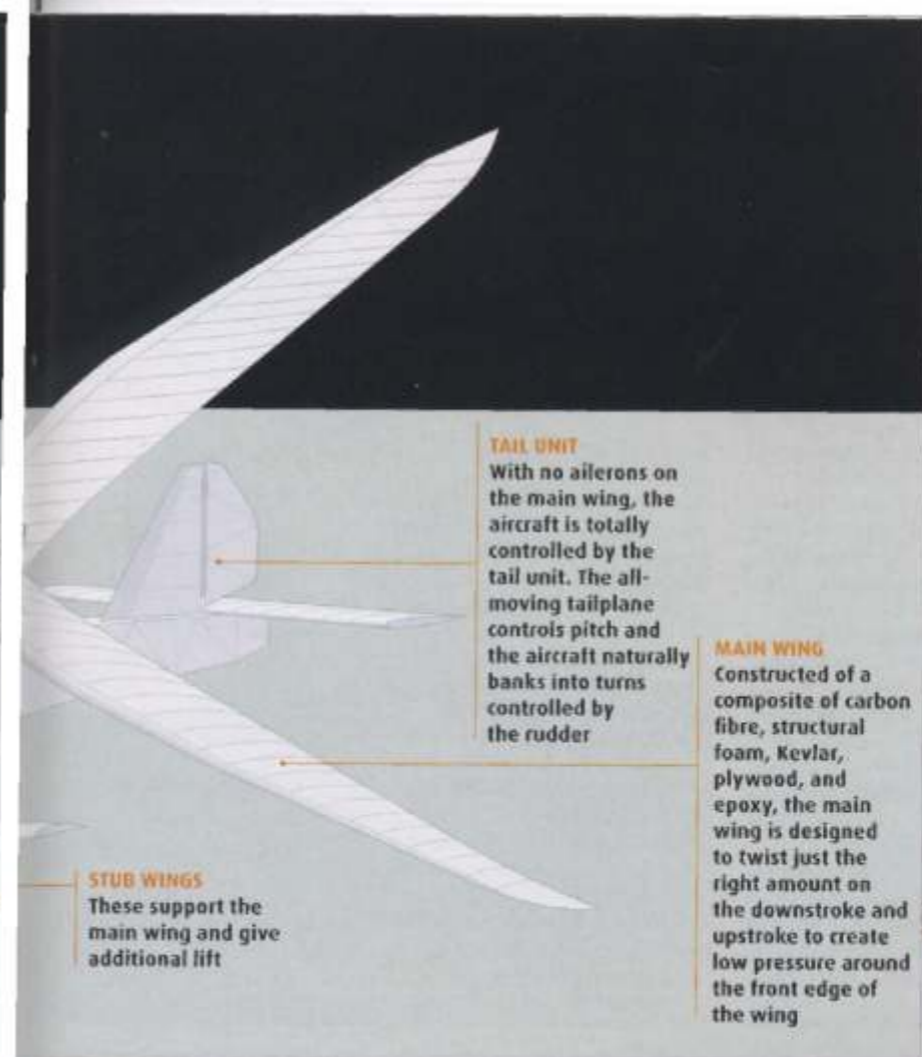 TAIL UNIT
With no ailerons on
the main wing, the
aircraft is totally
controlled by the
tail unit. The all-
moving tailplane
controls pitch and
the aircraft naturally
banks into turns
controlled by
the rudder
MAIN WING
Constructed of a
composite of carbon
fibre, structural
foam, Kevlar,
plywood, and
epoxy, the main
wing is designed
to twist just the
right amount on
the downstroke and
upstroke to create
low pressure around
the front edge of
the wing
STUB WINGS
These support the
main wing and give
additional lift